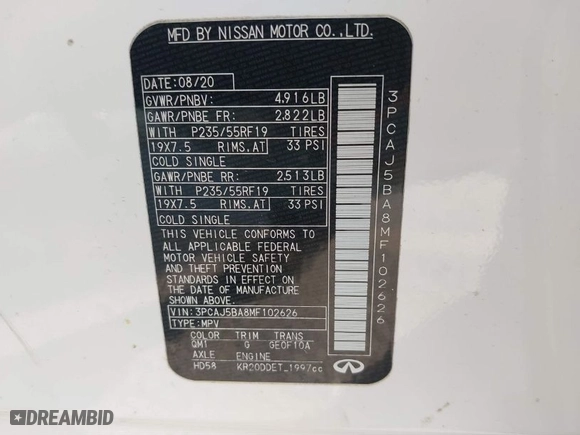 MFD BY NISSAN MOTOR CO.,LTD.
DATE: 08/20
GVWR/PNBV: 4.916LB
GAWR/PNBE FR: 2.822LB
WITH P235/55RF19 TIRES
19X7.5 RIMS.AT 33 PSI
COLD SINGLE
GAWR/PNBE RR: 2.513LB
WITH P235/55RF19 TIRES
19X7.5 RIMS.AT 33 PSI
COLD SINGLE
THIS VEHICLE CONFORMS TO
ALL APPLICABLE FEDERAL
MOTOR VEHICLE SAFETY
AND THEFT PREVENTION
STANDARDS IN EFFECT
ON THE DATE OF MANUFACTURE
SHOWN ABOVE.
VIN: 3PCAJ5BA8MF102626
TYPE: MPV
COLOR TRIM TRANS
QM1 G GE0F10A
AXLE ENGINE
HD58 KR20DDET_1997cc
3PCAJ5BA8MF102626
© 2026 BIDCARS
bid.cars